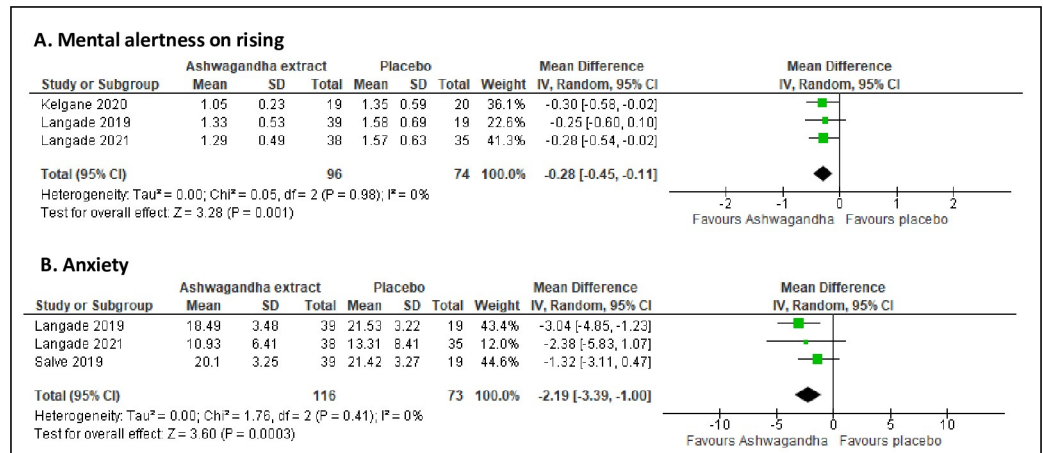 A. Mental alertness on rising
Ashwagandha extract Placebo Mean Difference Mean Difference
Study or Subgroup Mean SD Total Mean SD Total Weight IV, Random, 95% CI IV, Random, 95% CI
Kelgane 2020 1.05 0.23 19 1.35 0.59 20 36.1% -0.30 [-0.58, -0.02]
Langade 2019 1.33 0.53 39 1.58 0.69 19 22.6% -0.25 [-0.60, 0.10]
Langade 2021 1.29 0.49 38 1.57 0.63 35 41.3% -0.28 [-0.54, -0.02]
Total (95% CI) 96 74 100.0% -0.28 [-0.45, -0.11]
Heterogeneity: Tau² = 0.00; Chi² = 0.05, df = 2 (P = 0.98); I² = 0%
Test for overall effect: Z = 3.28 (P = 0.001)
-2 -1 0 1 2
Favours Ashwagandha Favours placebo
B. Anxiety
Ashwagandha extract Placebo Mean Difference Mean Difference
Study or Subgroup Mean SD Total Mean SD Total Weight IV, Random, 95% CI IV, Random, 95% CI
Langade 2019 18.49 3.48 39 21.53 3.22 19 43.4% -3.04 [-4.85, -1.23]
Langade 2021 10.93 6.41 38 13.31 8.41 35 12.0% -2.38 [-5.83, 1.07]
Salve 2019 20.1 3.25 39 21.42 3.27 19 44.6% -1.32 [-3.11, 0.47]
Total (95% CI) 116 73 100.0% -2.19 [-3.39, -1.00]
Heterogeneity: Tau² = 0.00; Chi² = 1.76, df = 2 (P = 0.41); I² = 0%
Test for overall effect: Z = 3.60 (P = 0.0003)
-10 -5 0 5 10
Favours Ashwagandha Favours placebo